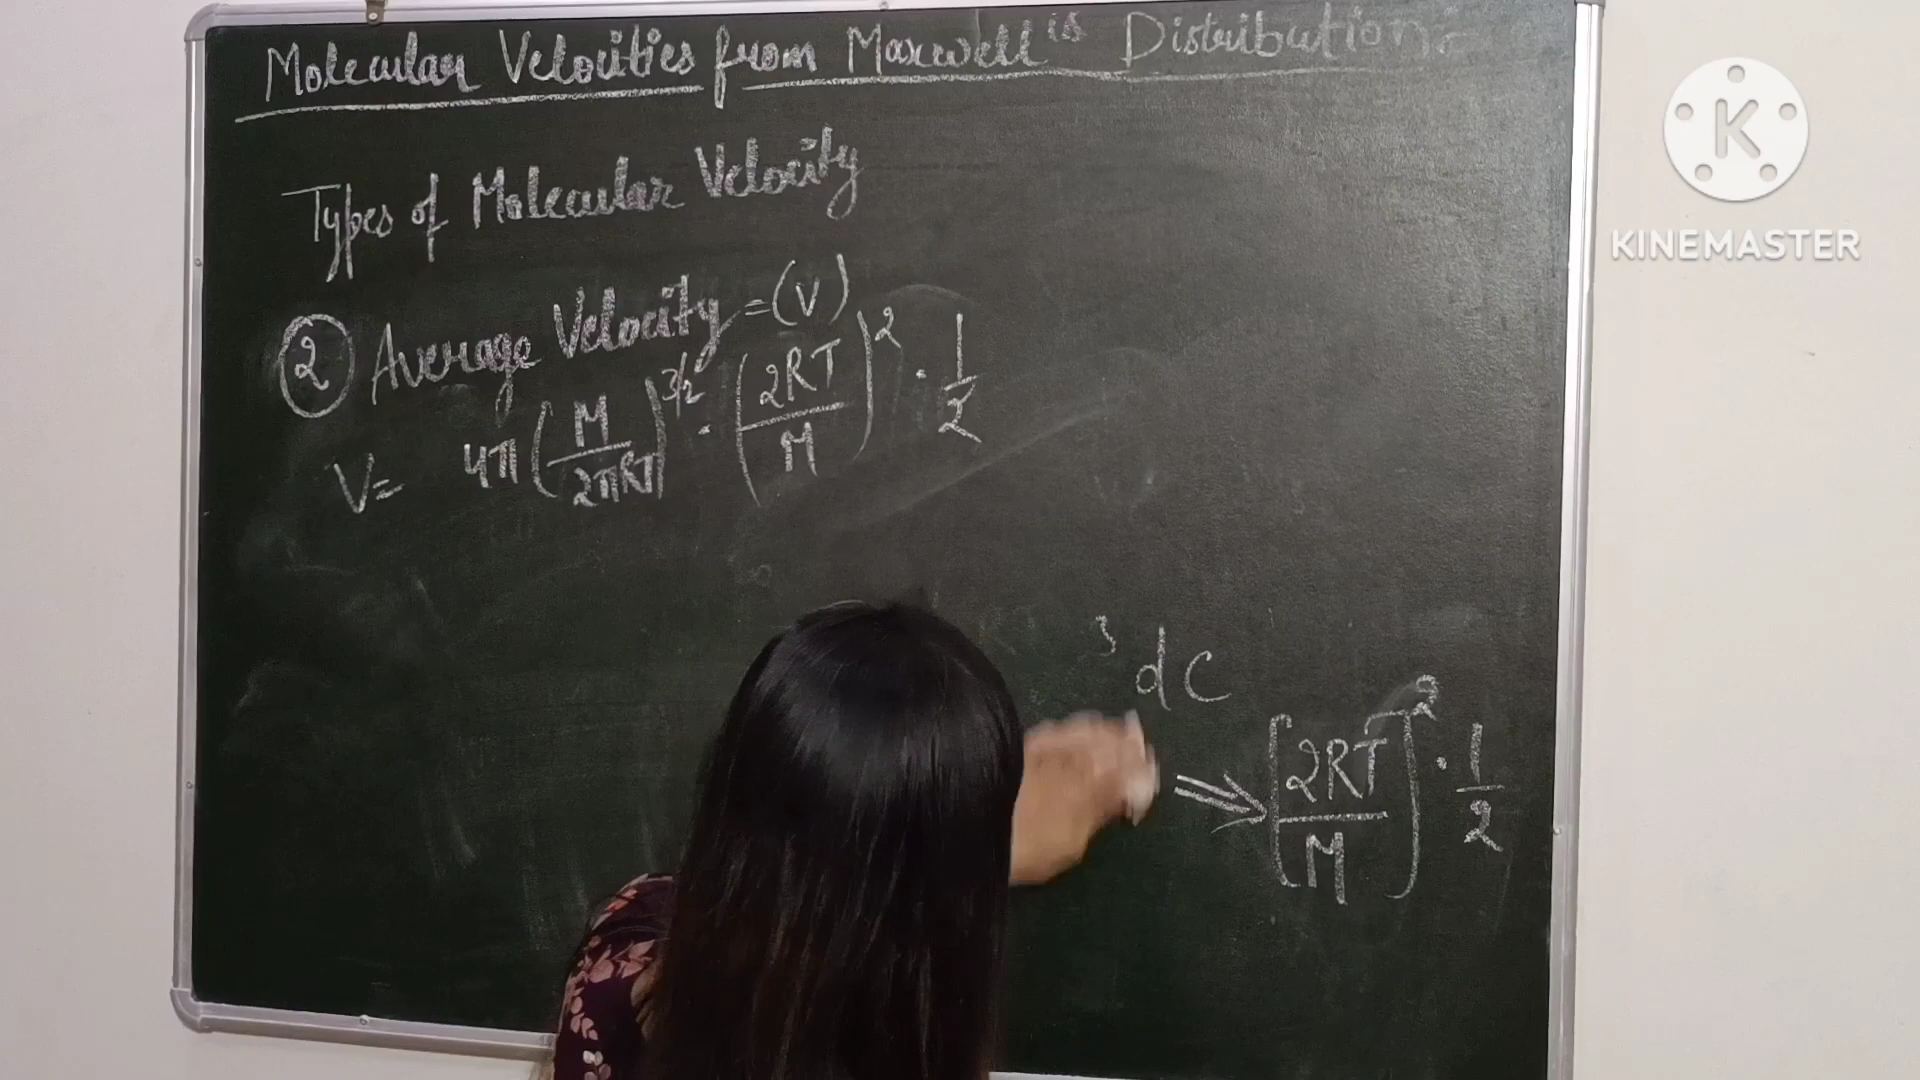 Molecular Velocities from Maxwell's Distribution
K
KINEMASTER
Types of Molecular Velocity
② Average Velocity = (V)
V = 4π (M/2πRT)^3/2 · (2RT/M)^2 · 1/2
3 dC
⇒ [2RT/M]^2 · 1/2